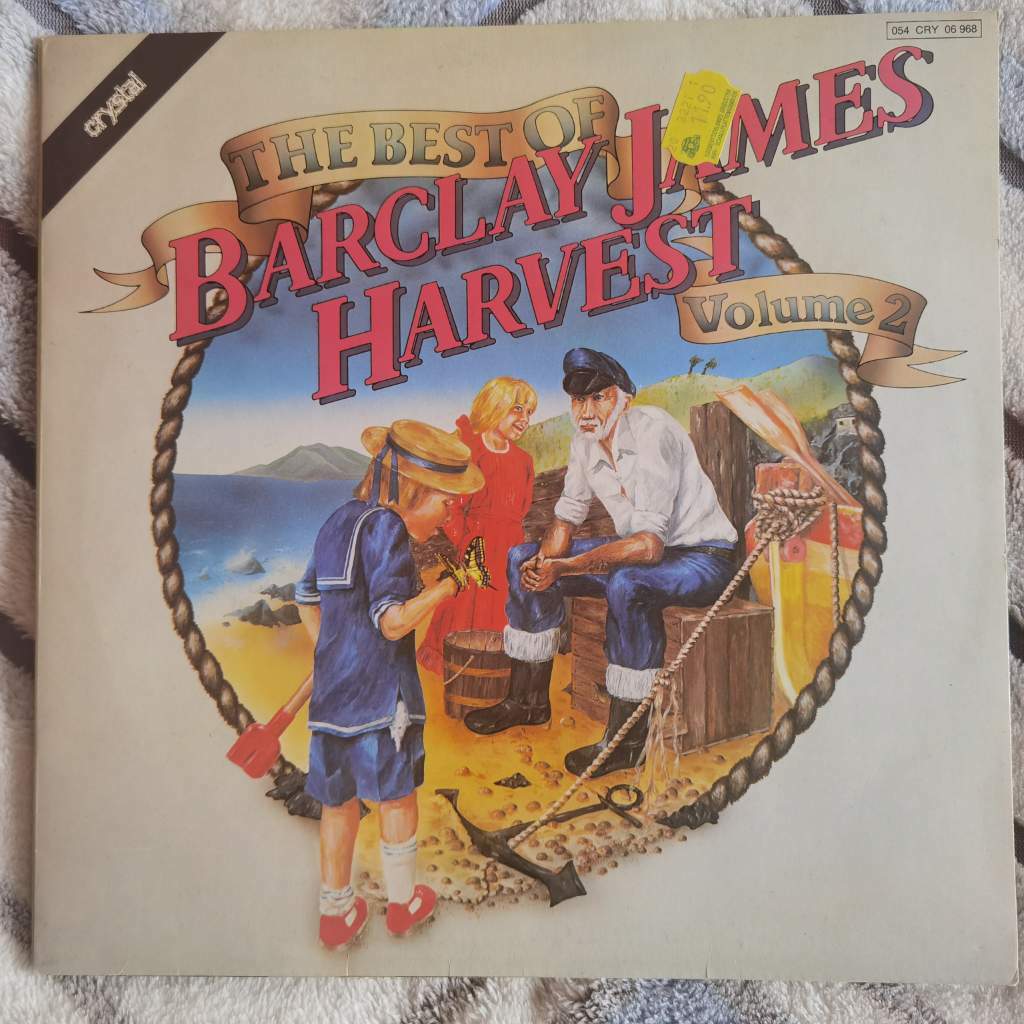 054 CRY 06 968
crystal
THE BEST OF
BARCLAY JAMES
HARVEST
Volume 2